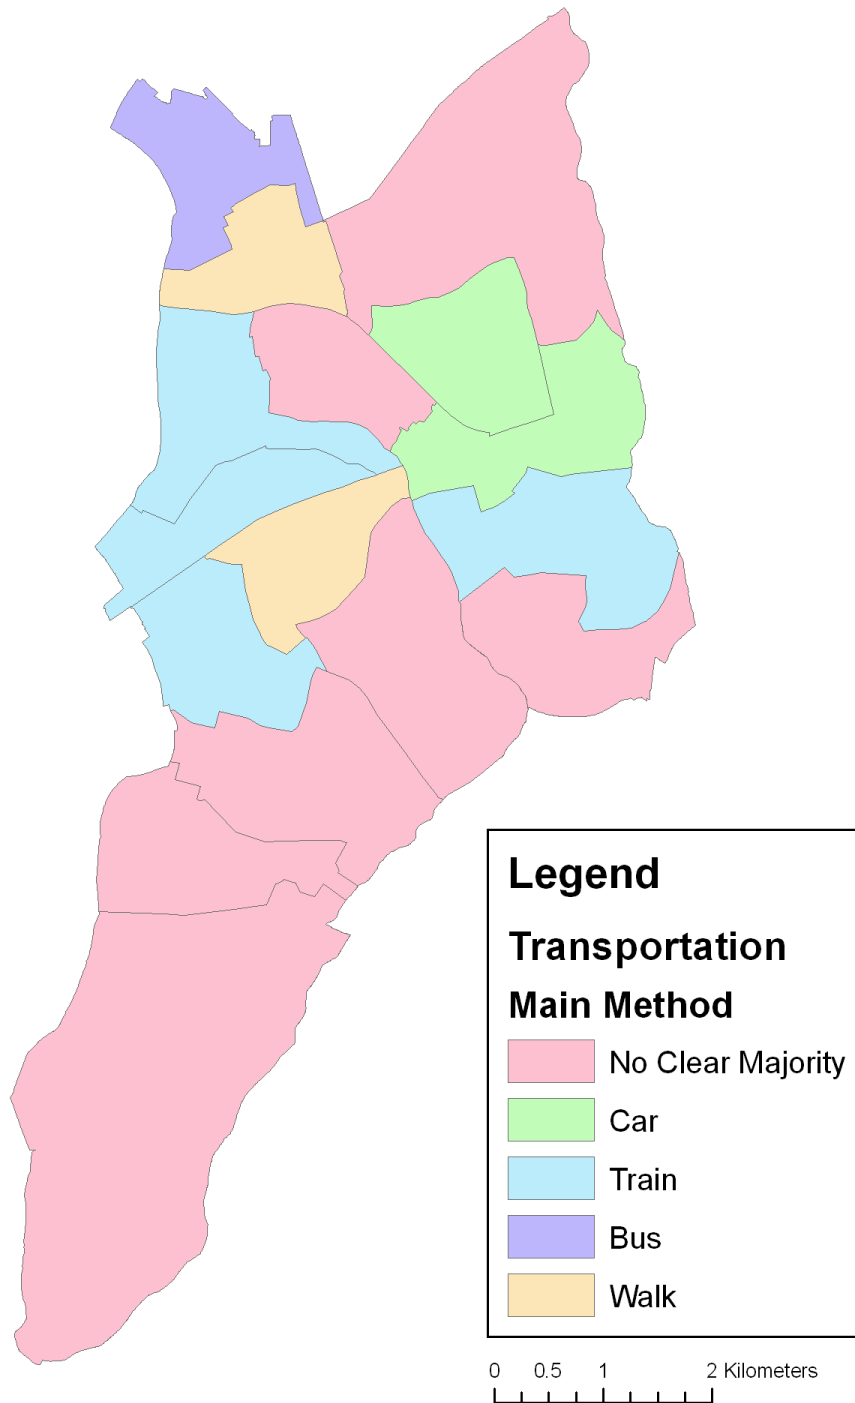 Legend
Transportation
Main Method
No Clear Majority
Car
Train
Bus
Walk
0 0.5 1 2 Kilometers